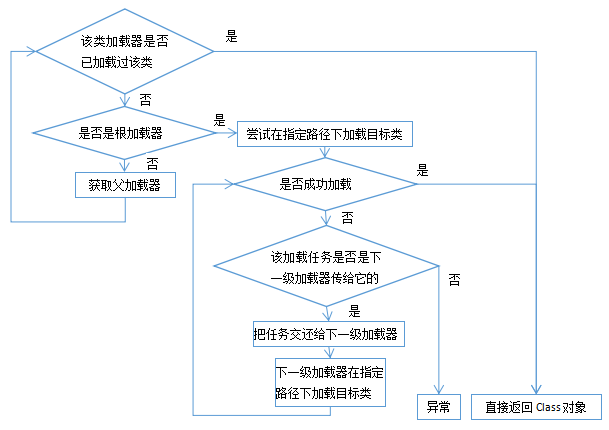 该类加载器是否
已加载过该类
是
否
是否是根加载器
是
尝试在指定路径下加载目标类
否
获取父加载器
是否成功加载
是
否
该加载任务是否是下
一级加载器传给它的
否
是
把任务交还给下一级加载器
下一级加载器在指定
路径下加载目标类
异常
直接返回 Class 对象